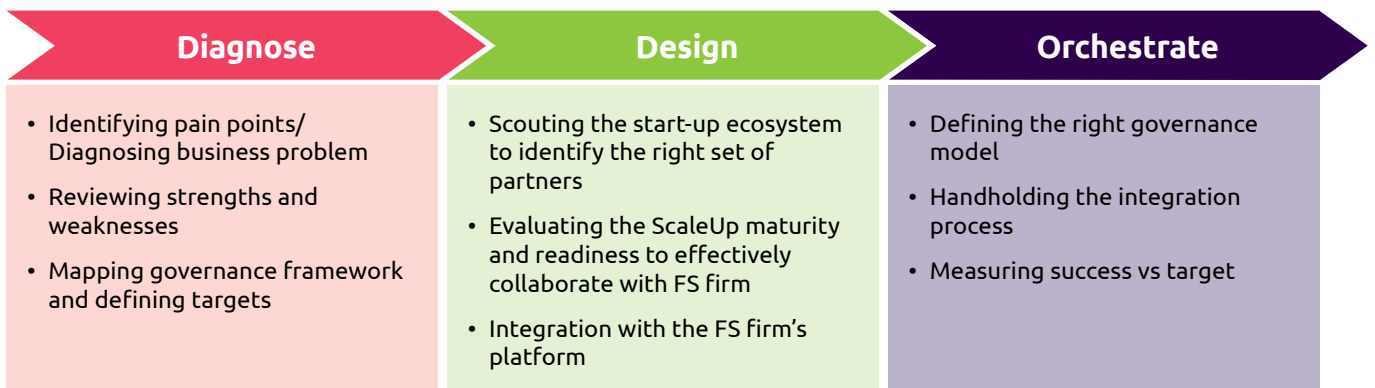 Diagnose
• Identifying pain points/
Diagnosing business problem
• Reviewing strengths and
weaknesses
• Mapping governance framework
and defining targets
Design
• Scouting the start-up ecosystem
to identify the right set of
partners
• Evaluating the ScaleUp maturity
and readiness to effectively
collaborate with FS firm
• Integration with the FS firm’s
platform
Orchestrate
• Defining the right governance
model
• Handholding the integration
process
• Measuring success vs target